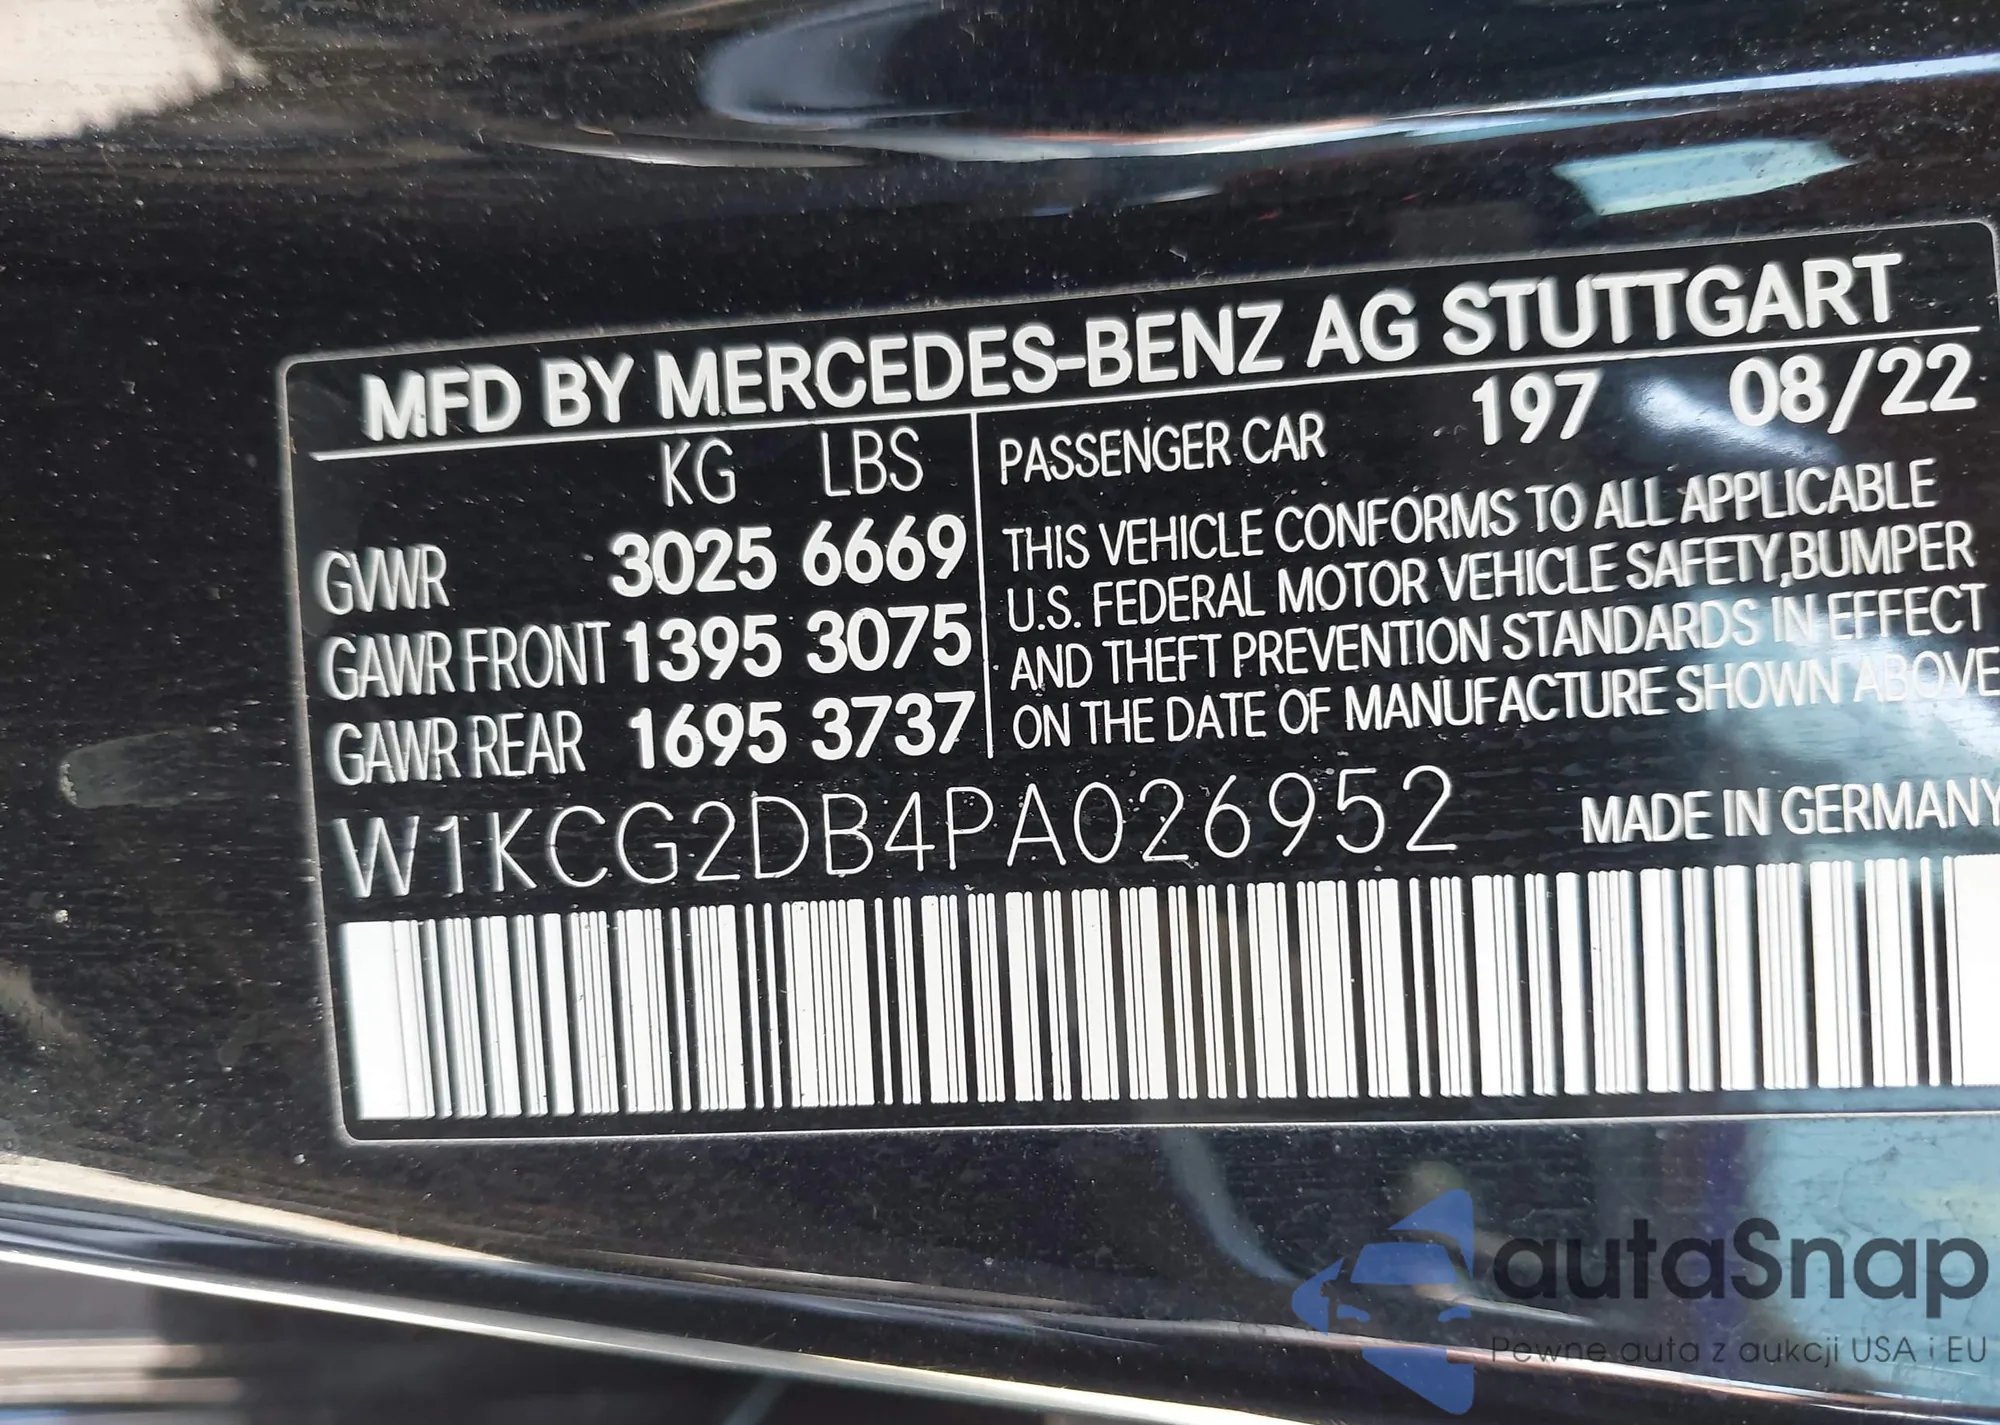 MFD BY MERCEDES-BENZ AG STUTTGART
KG LBS
GVWR 3025 6669
GAWR FRONT 1395 3075
GAWR REAR 1695 3737
PASSENGER CAR 197 08/22
THIS VEHICLE CONFORMS TO ALL APPLICABLE
U.S. FEDERAL MOTOR VEHICLE SAFETY,BUMPER
AND THEFT PREVENTION STANDARDS IN EFFECT
ON THE DATE OF MANUFACTURE SHOWN ABOVE
W1KCG2DB4PA026952
MADE IN GERMANY
autaSnap
Pewne auta z aukcji USA i EU